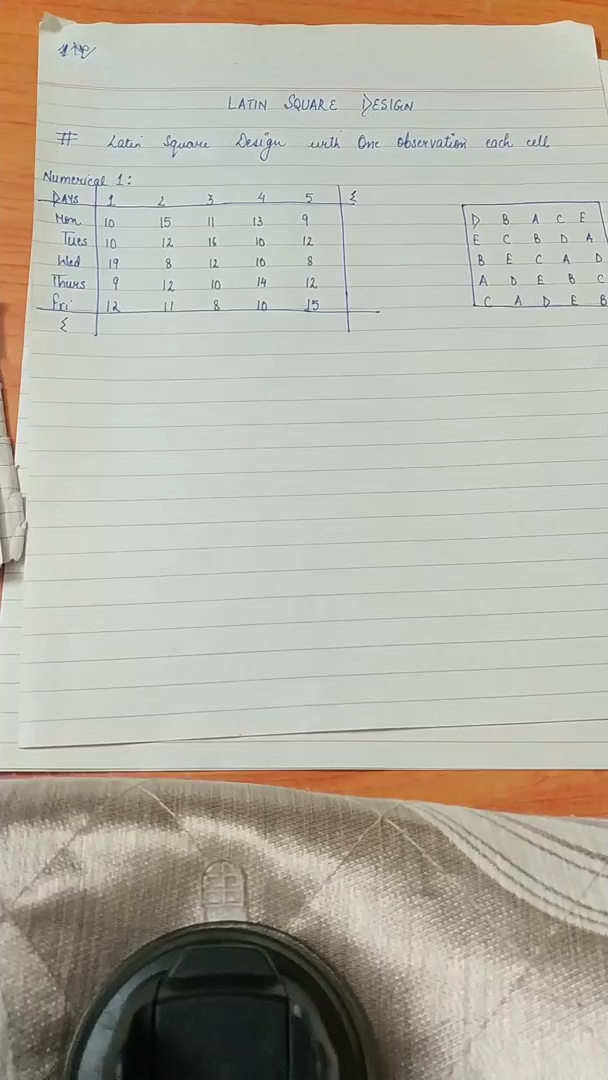 LATIN SQUARE DESIGN
# Latin Square Design with One observation each cell
Numerical 1:
DAYS 1 2 3 4 5 Σ
Mon 10 15 11 13 9
Tues 10 12 16 10 12
Wed 19 8 12 10 8
Thurs 9 12 10 14 12
Fri 12 11 8 10 15
Σ
D B A C E
E C B D A
B E C A D
A D E B C
C A D E B